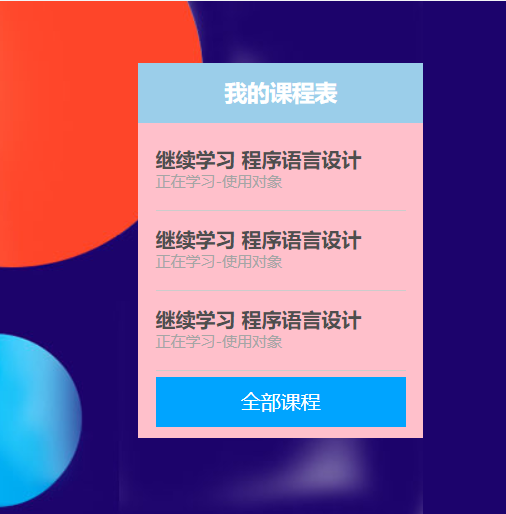 我的课程表
继续学习 程序语言设计
正在学习-使用对象
继续学习 程序语言设计
正在学习-使用对象
继续学习 程序语言设计
正在学习-使用对象
全部课程